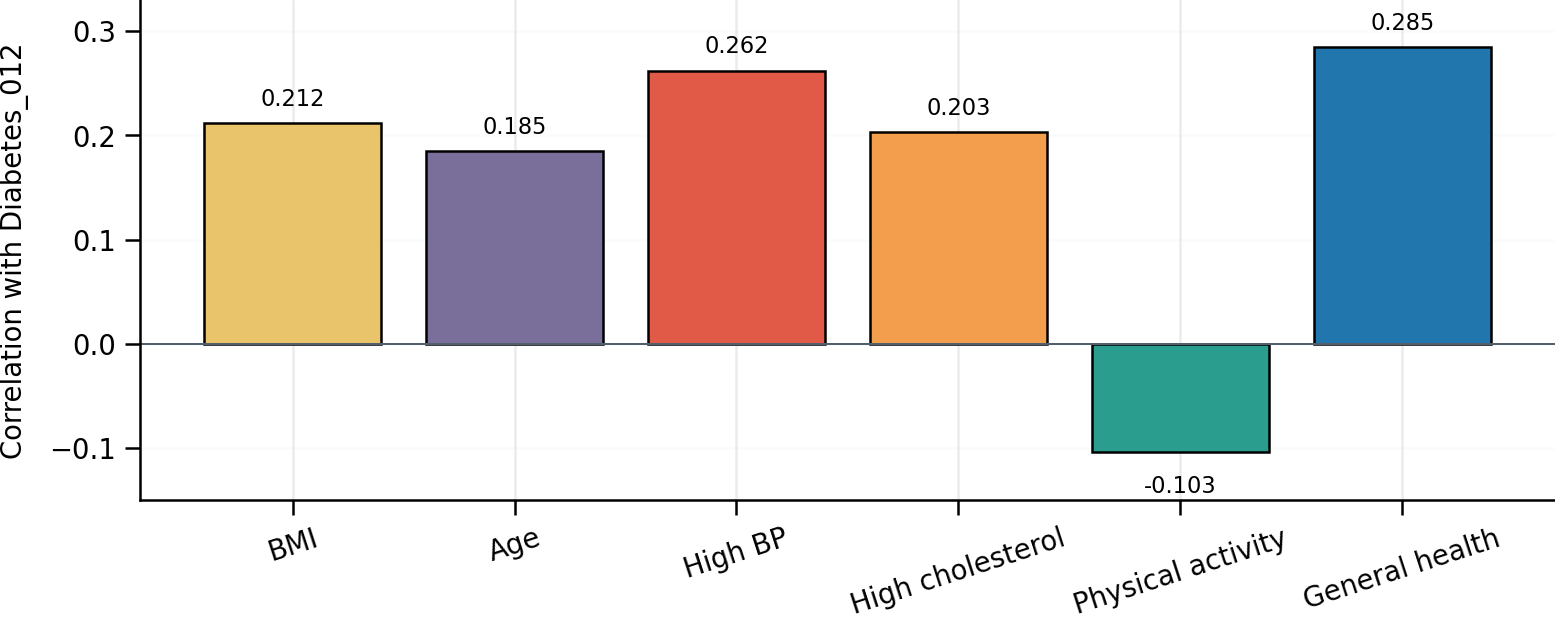 Correlation with Diabetes_012
0.3
0.2
0.1
0.0
−0.1
0.212
0.185
0.262
0.203
-0.103
0.285
BMI
Age
High BP
High cholesterol
Physical activity
General health